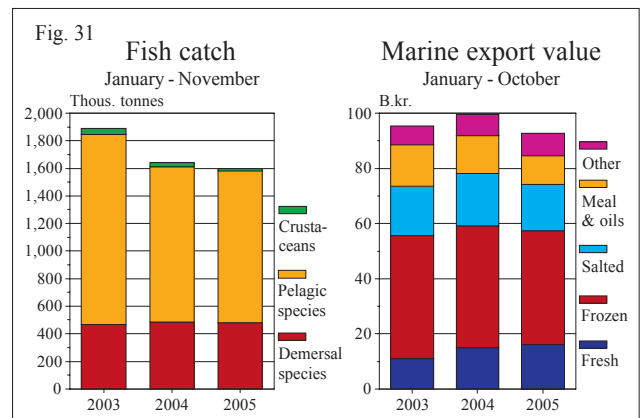 Fig. 31
Fish catch
January - November
Thous. tonnes
2,000
1,800
1,600
1,400
1,200
1,000
800
600
400
200
0
2003
2004
2005
Crusta-
ceans
Pelagic
species
Demersal
species
Marine export value
January - October
B.kr.
100
80
60
40
20
0
2003
2004
2005
Other
Meal
& oils
Salted
Frozen
Fresh